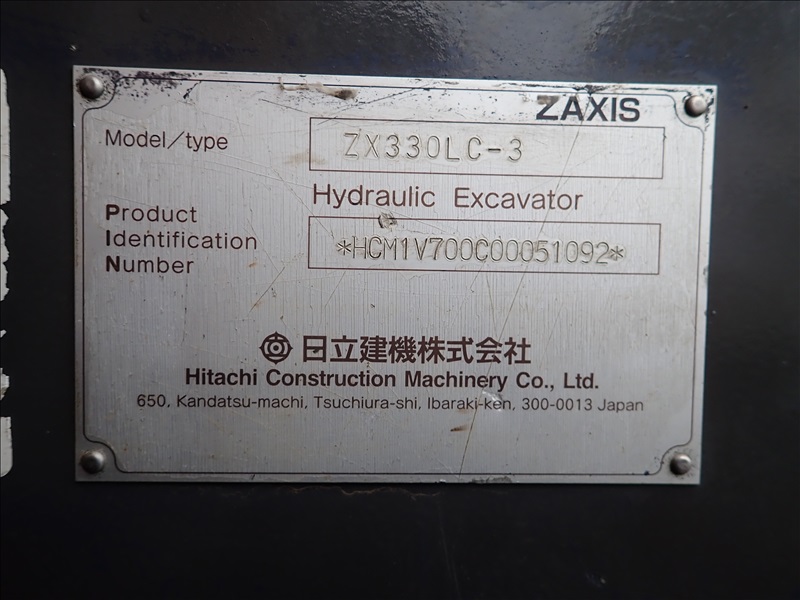 ZAXIS
Model/type ZX330LC-3
Hydraulic Excavator
Product
Identification
Number *HCM1V700C00051092*
日立建機株式会社
Hitachi Construction Machinery Co., Ltd.
650, Kandatsu-machi, Tsuchiura-shi, Ibaraki-ken, 300-0013 Japan